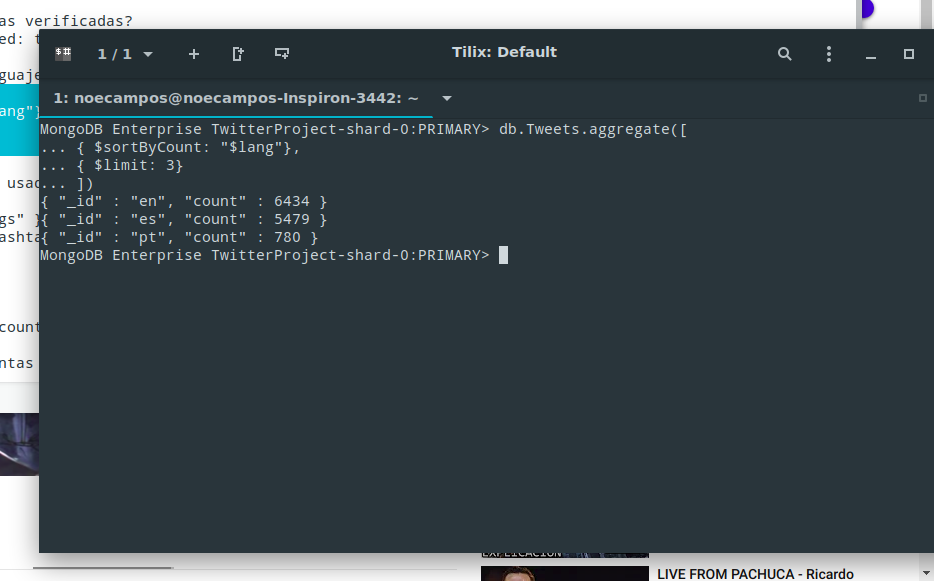 as verificadas?
ed: t
guaje
ang"}
usad
gs" }
ashta
count
ntas
1 / 1
Tilix: Default
1: noecampos@noecampos-Inspiron-3442: ~
MongoDB Enterprise TwitterProject-shard-0:PRIMARY> db.Tweets.aggregate([
... { $sortByCount: "$lang"},
... { $limit: 3}
... ])
{ "_id" : "en", "count" : 6434 }
{ "_id" : "es", "count" : 5479 }
{ "_id" : "pt", "count" : 780 }
MongoDB Enterprise TwitterProject-shard-0:PRIMARY>
EXPLICACIÓN
LIVE FROM PACHUCA - Ricardo